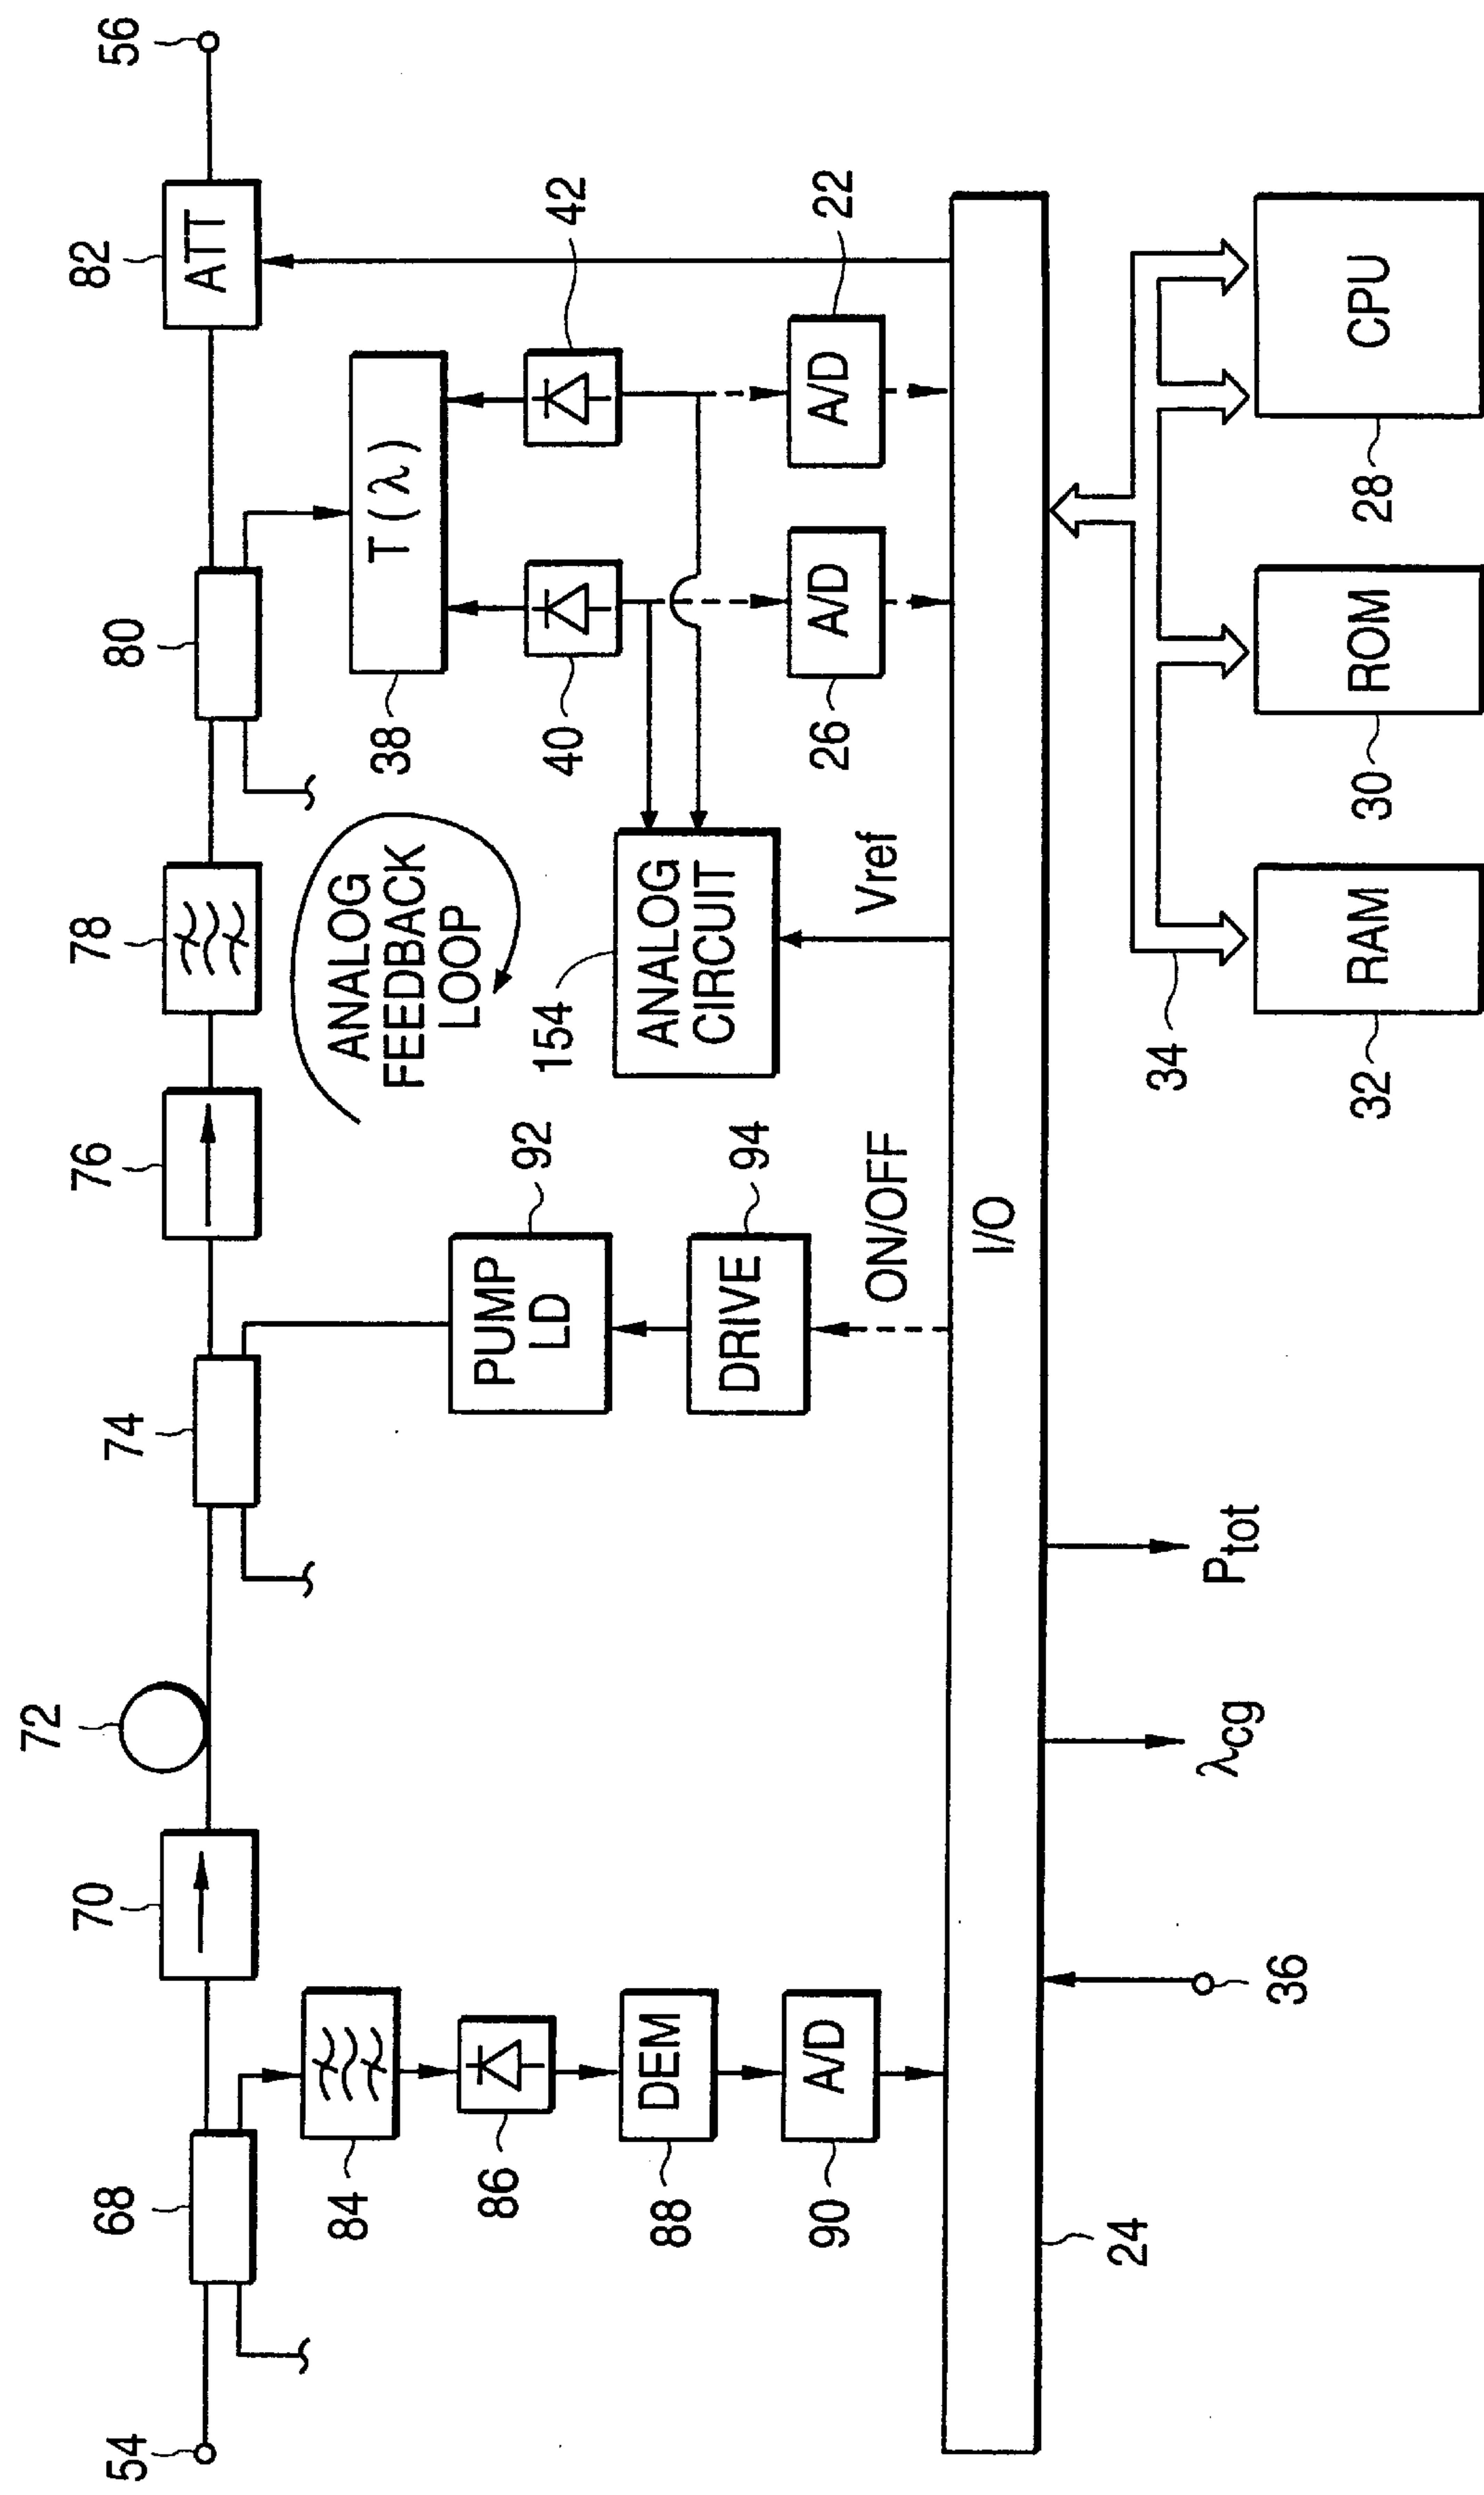 54
68
70
72
74
76
78
80
82
56
ATT
84
86
88
DEM
90
A/D
PUMP
LD
92
DRIVE
94
ON/OFF
ANALOG
FEEDBACK
LOOP
154
ANALOG
CIRCUIT
Vref
38
T(λ)
40
42
26
A/D
22
A/D
I/O
24
36
λcg
Ptot
34
32
RAM
30
ROM
28
CPU